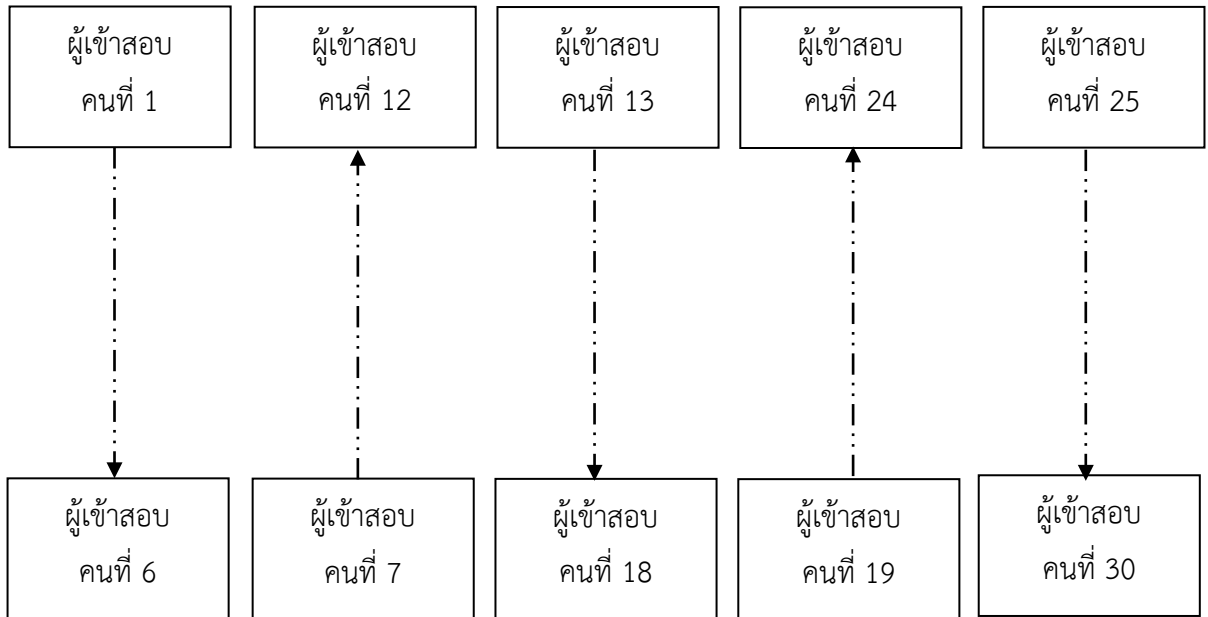 ผู้เข้าสอบ
คนที่ 1
ผู้เข้าสอบ
คนที่ 12
ผู้เข้าสอบ
คนที่ 13
ผู้เข้าสอบ
คนที่ 24
ผู้เข้าสอบ
คนที่ 25
ผู้เข้าสอบ
คนที่ 6
ผู้เข้าสอบ
คนที่ 7
ผู้เข้าสอบ
คนที่ 18
ผู้เข้าสอบ
คนที่ 19
ผู้เข้าสอบ
คนที่ 30